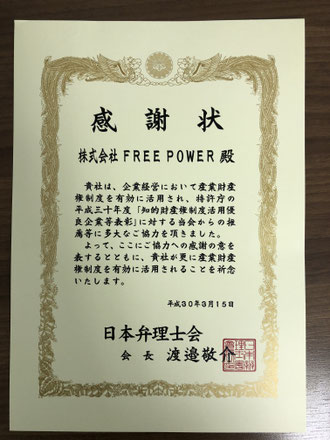 感謝状
株式会社 FREE POWER 殿
貴社は、企業経営において産業財産
権制度を有効に活用され、特許庁の
平成三十年度「知的財産権制度活用優
良企業等表彰」に対する当会からの推
薦等に多大なご協力を頂きました。
よって、ここにご協力への感謝の意を
表するとともに、貴社が更に産業財産
権制度を有効に活用されることを祈念
いたします。
平成30年3月15日
日本弁理士会
会長 渡邉敬介